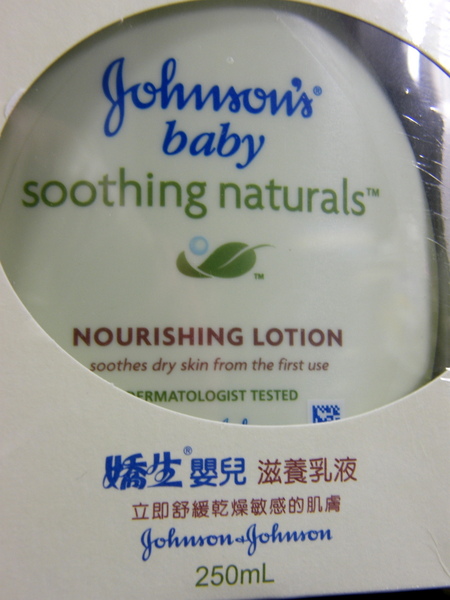 Johnson's®
baby
soothing naturals™
™
NOURISHING LOTION
soothes dry skin from the first use
DERMATOLOGIST TESTED
嬌生®嬰兒 滋養乳液
立即舒緩乾燥敏感的肌膚
Johnson & Johnson
250mL